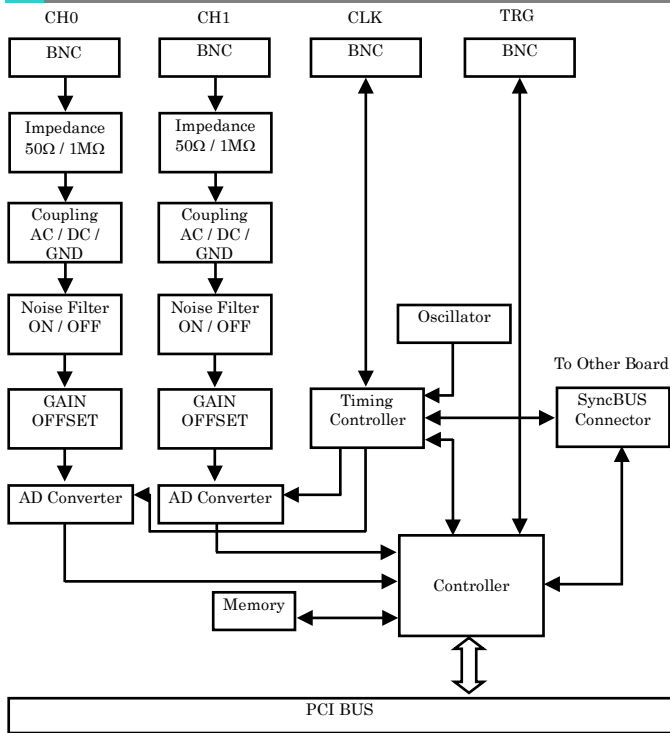 CH0
CH1
CLK
TRG
BNC
BNC
BNC
BNC
Impedance
50Ω / 1MΩ
Impedance
50Ω / 1MΩ
Coupling
AC / DC /
GND
Coupling
AC / DC /
GND
Noise Filter
ON / OFF
Noise Filter
ON / OFF
Oscillator
To Other Board
GAIN
OFFSET
GAIN
OFFSET
Timing
Controller
SyncBUS
Connector
AD Converter
AD Converter
Controller
Memory
PCI BUS